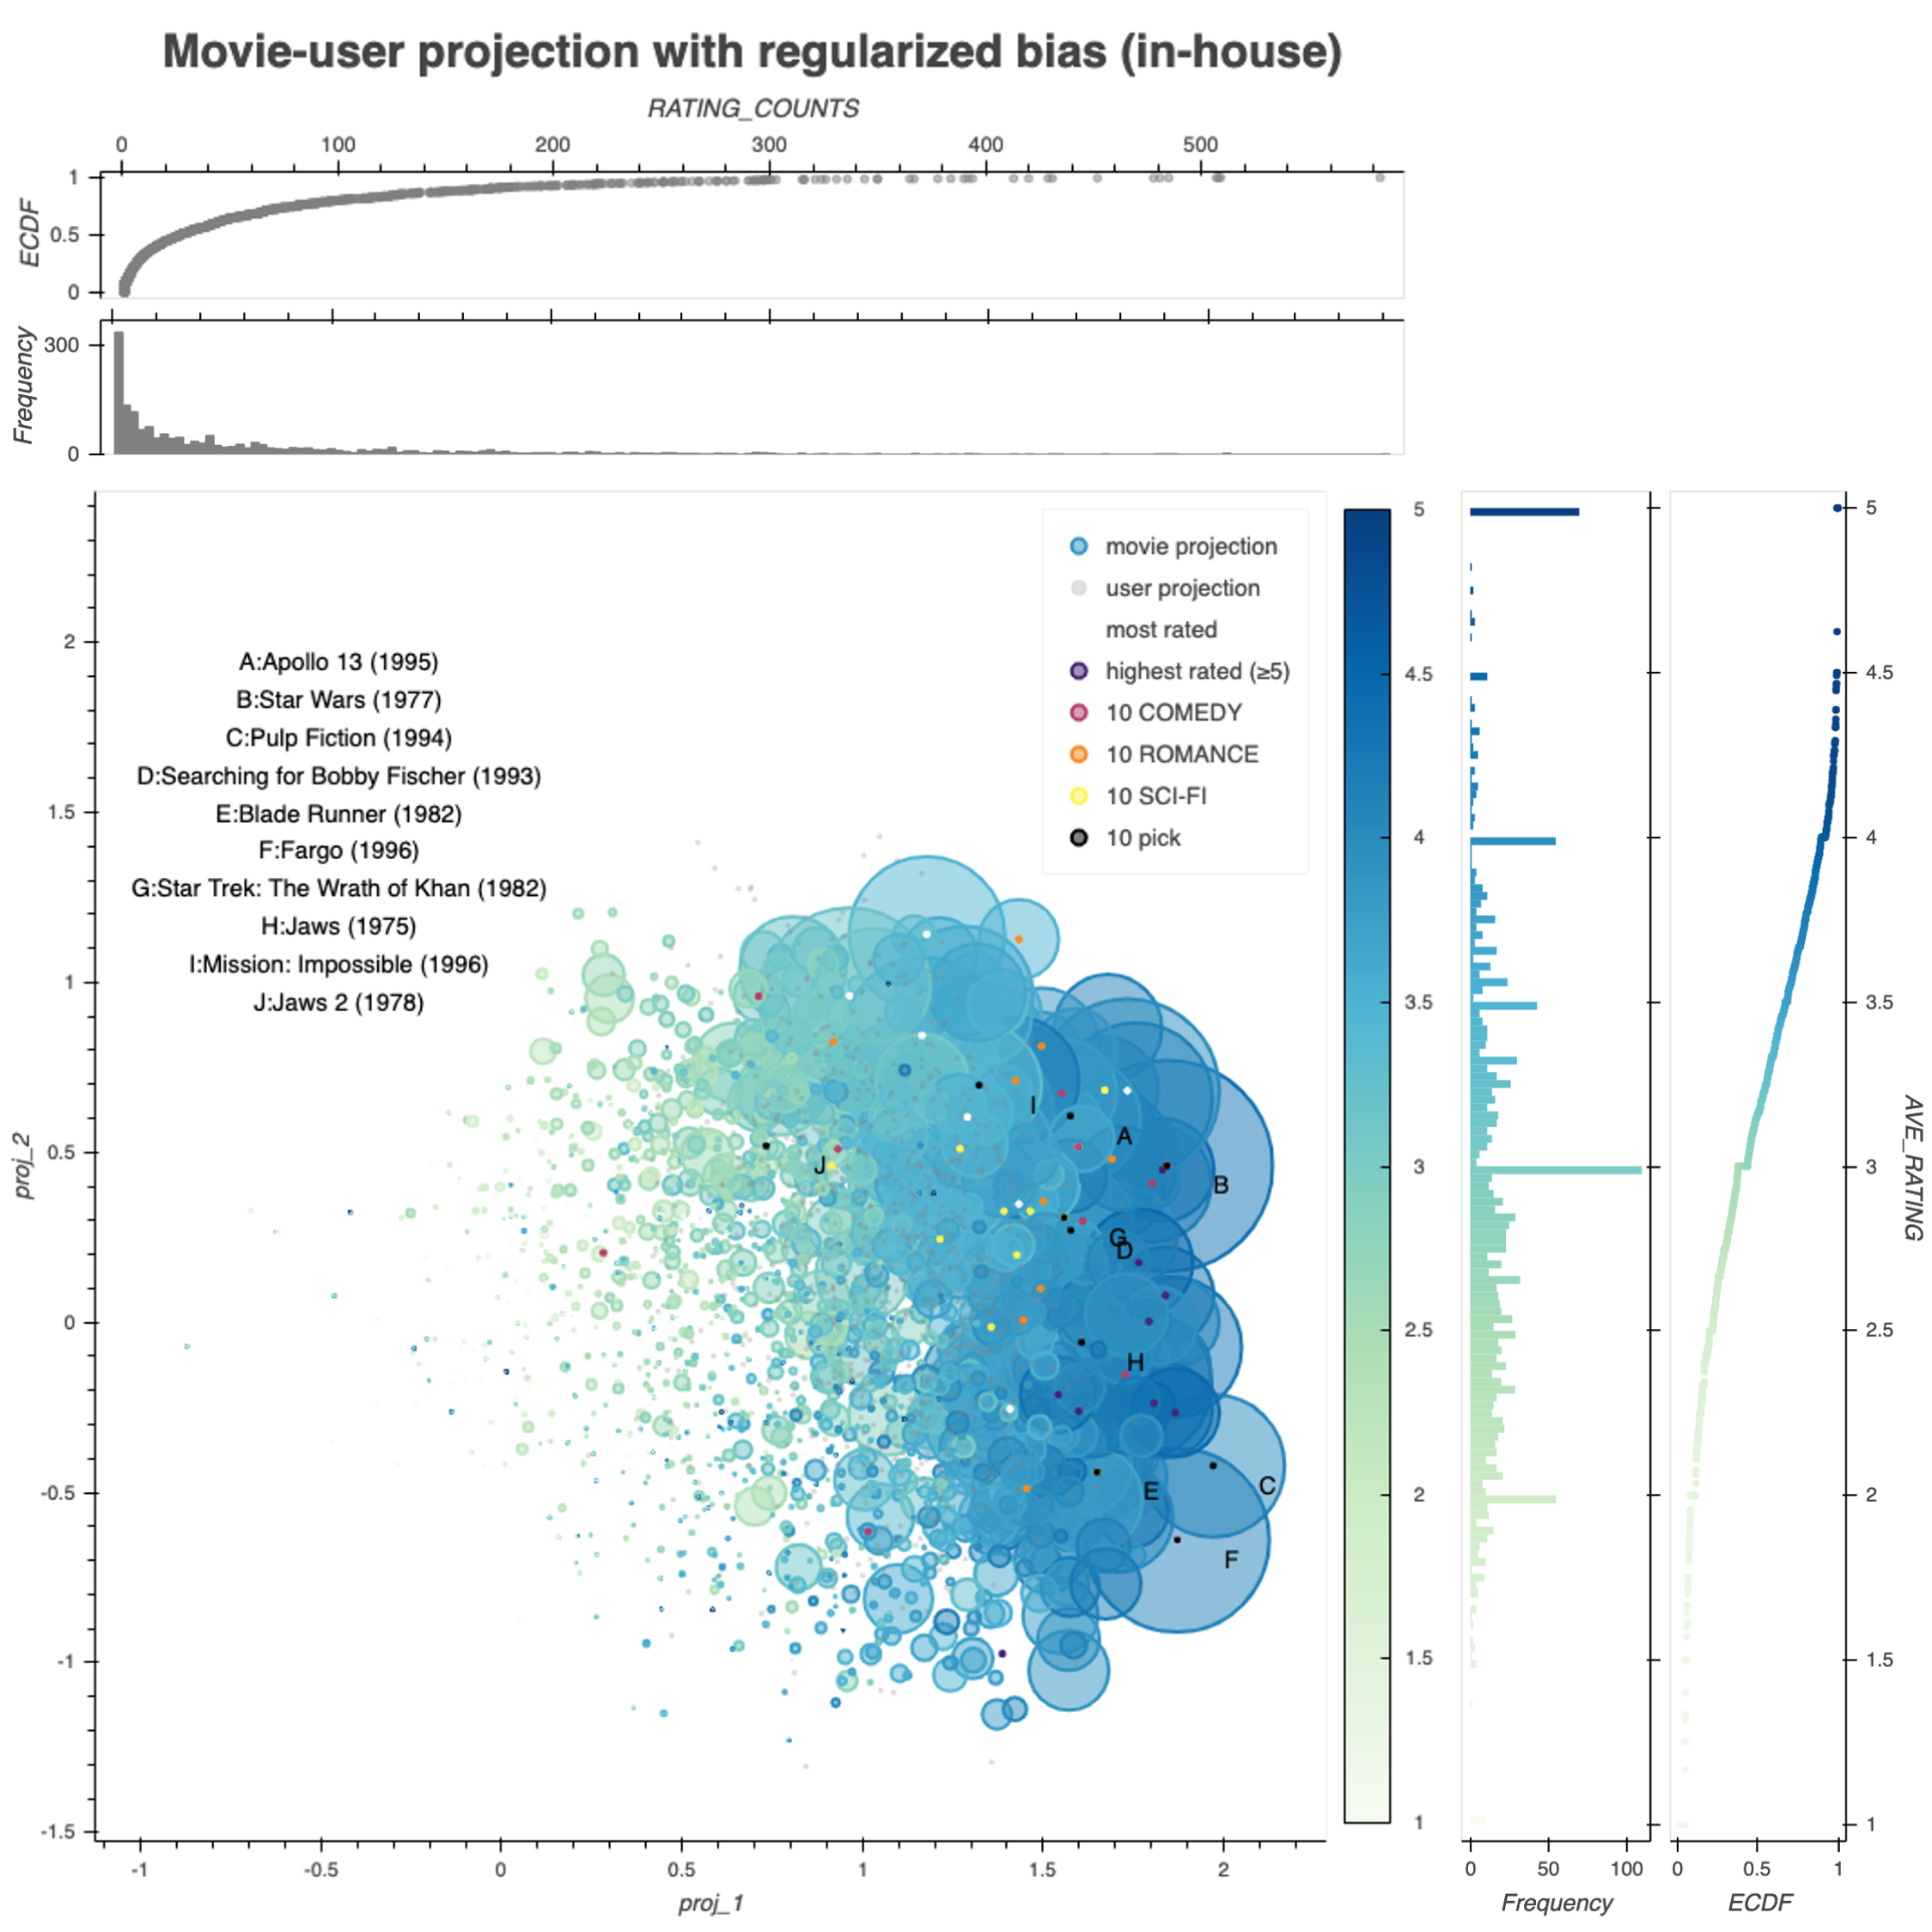 Movie-user projection with regularized bias (in-house)
RATING_COUNTS
0 100 200 300 400 500
ECDF
1
0.5
0
Frequency
300
0
movie projection
user projection
most rated
highest rated (≥5)
10 COMEDY
10 ROMANCE
10 SCI-FI
10 pick
A:Apollo 13 (1995)
B:Star Wars (1977)
C:Pulp Fiction (1994)
D:Searching for Bobby Fischer (1993)
E:Blade Runner (1982)
F:Fargo (1996)
G:Star Trek: The Wrath of Khan (1982)
H:Jaws (1975)
I:Mission: Impossible (1996)
J:Jaws 2 (1978)
proj_2
2
1.5
1
0.5
0
-0.5
-1
-1.5
I
A
J
B
G
D
H
E
C
F
-1 -0.5 0 0.5 1 1.5 2
proj_1
5
4.5
4
3.5
3
2.5
2
1.5
1
0 50 100
Frequency
0 0.5 1
ECDF
5
4.5
4
3.5
3
2.5
2
1.5
1
AVE_RATING